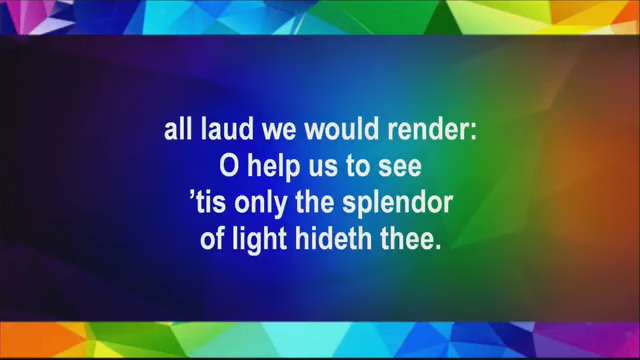 all laud we would render:
O help us to see
’tis only the splendor
of light hideth thee.